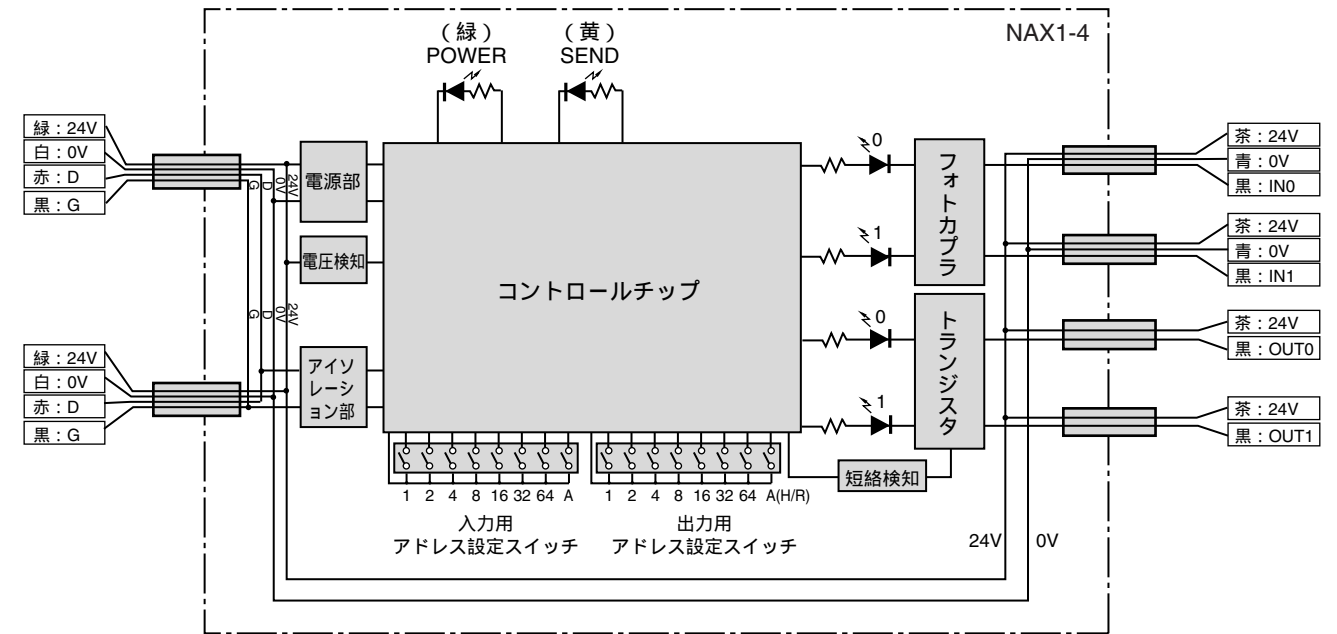 NAX1-4
（緑）
POWER
（黄）
SEND
緑：24V
白：0V
赤：D
黒：G
24V
0V
D
G
電源部
電圧検知
24V
0V
D
G
アイソ
レーシ
ョン部
緑：24V
白：0V
赤：D
黒：G
コントロールチップ
0
1
0
1
フォトカプラ
トランジスタ
短絡検知
茶：24V
青：0V
黒：IN0
茶：24V
青：0V
黒：IN1
茶：24V
黒：OUT0
茶：24V
黒：OUT1
1 2 4 8 16 32 64 A
入力用
アドレス設定スイッチ
1 2 4 8 16 32 64 A(H/R)
出力用
アドレス設定スイッチ
24V
0V